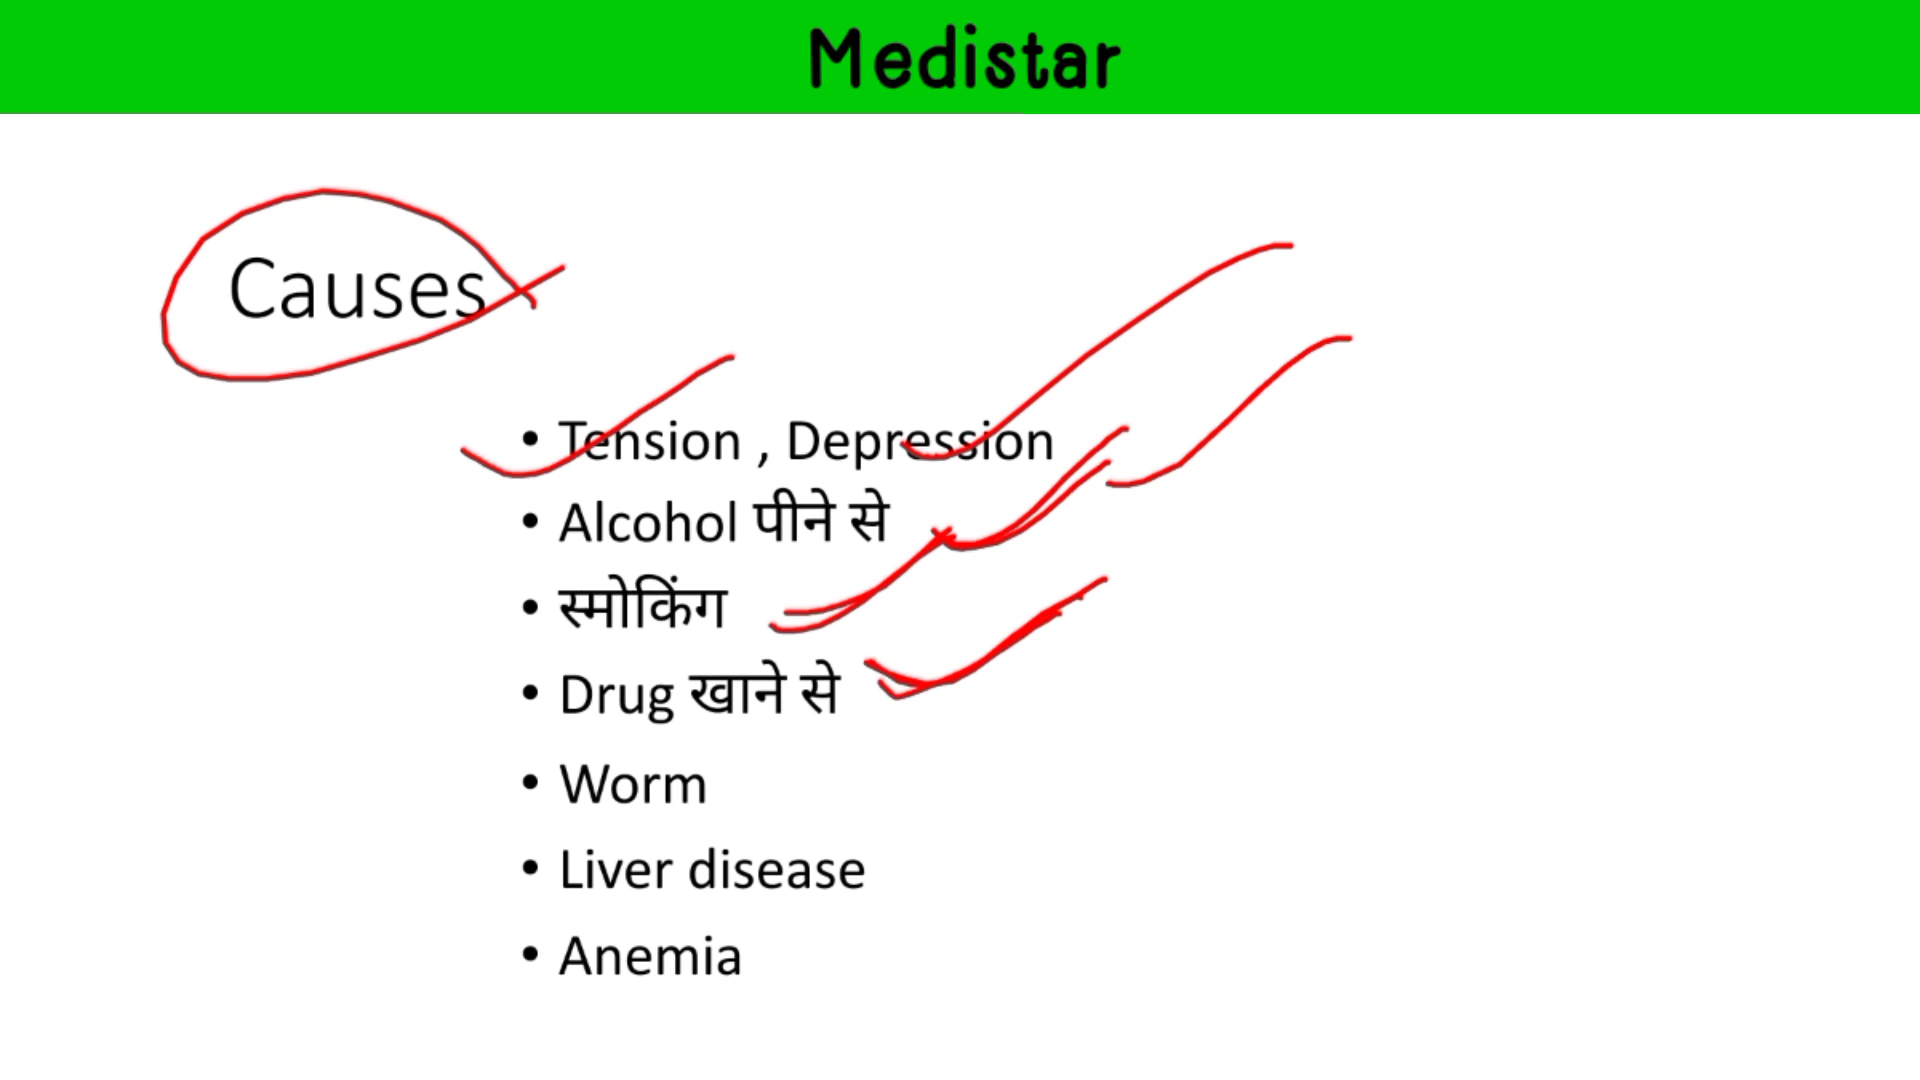 Medistar
Causes
• Tension , Depression
• Alcohol पीने से
• स्मोकिंग
• Drug खाने से
• Worm
• Liver disease
• Anemia